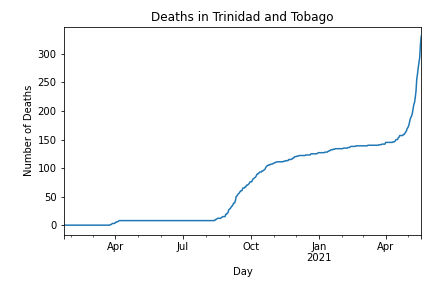 Deaths in Trinidad and Tobago
Number of Deaths
300
250
200
150
100
50
0
Apr Jul Oct Jan Apr
2021
Day